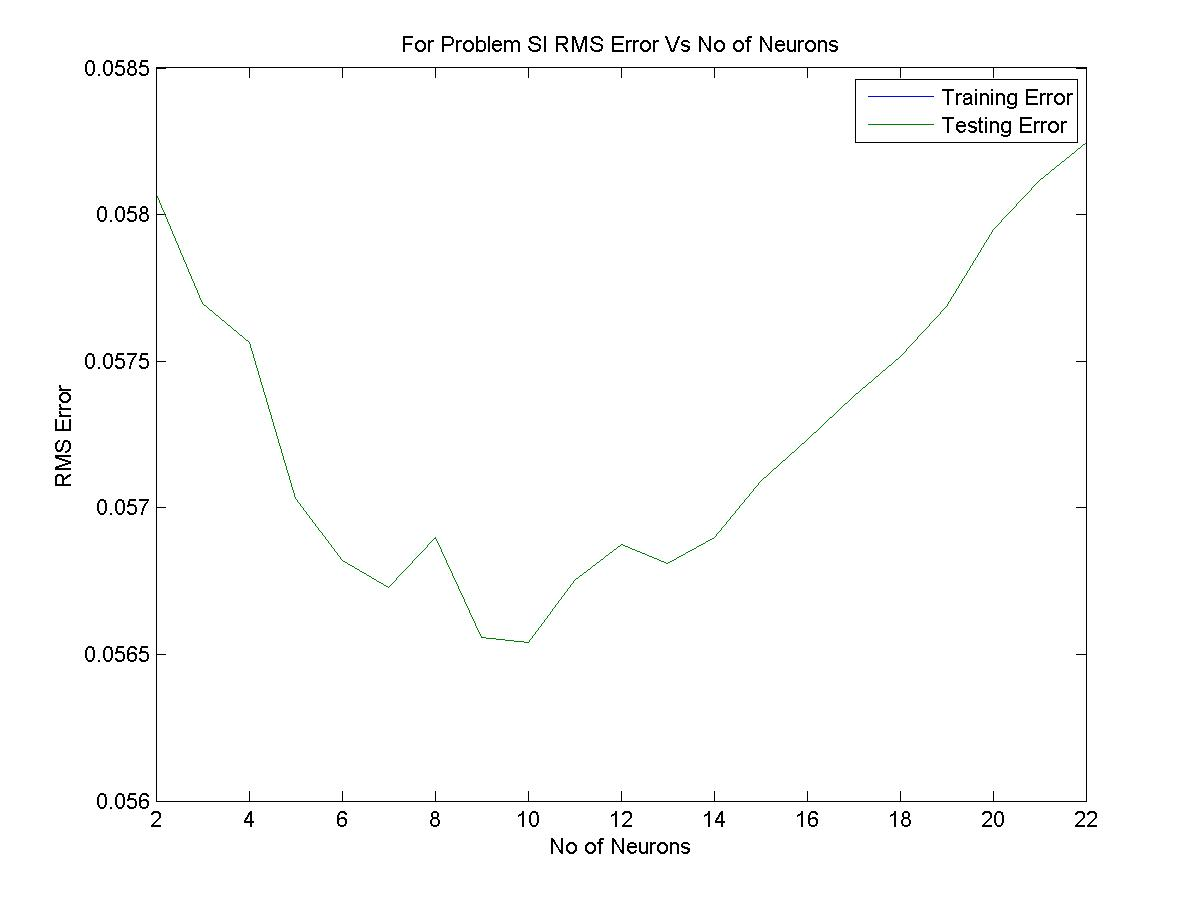 For Problem SI RMS Error Vs No of Neurons
Training Error
Testing Error
0.0585
0.058
0.0575
0.057
0.0565
0.056
RMS Error
2 4 6 8 10 12 14 16 18 20 22
No of Neurons